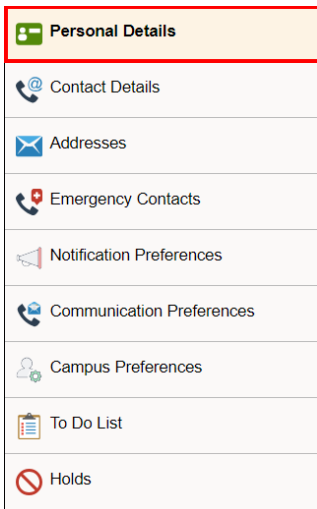 Personal Details
Contact Details
Addresses
Emergency Contacts
Notification Preferences
Communication Preferences
Campus Preferences
To Do List
Holds